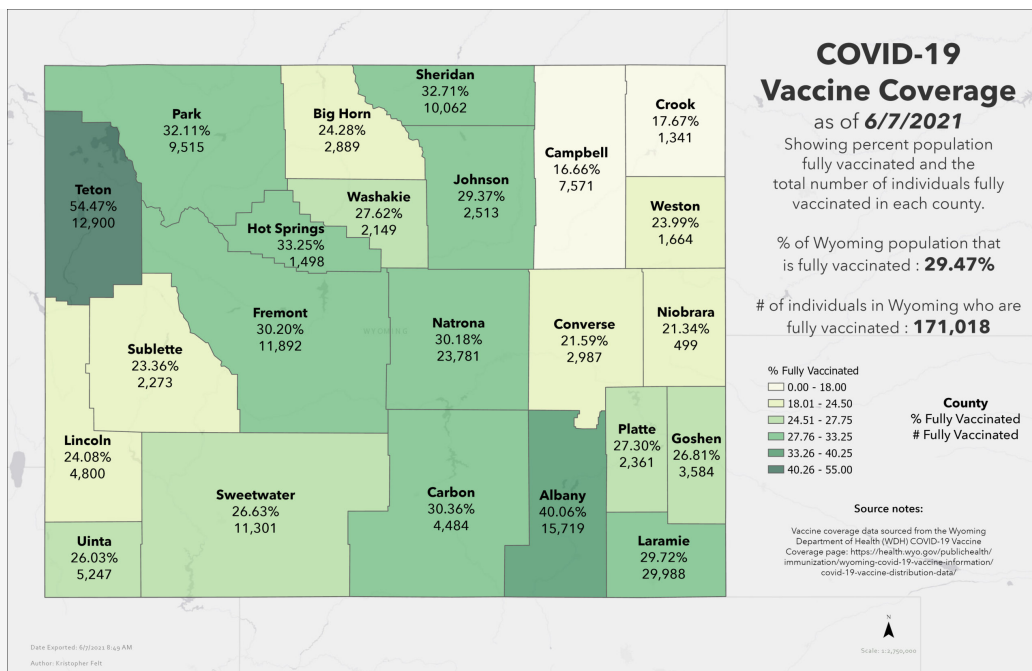 COVID-19
Vaccine Coverage
as of 6/7/2021
Showing percent population
fully vaccinated and the
total number of individuals fully
vaccinated in each county.
% of Wyoming population that
is fully vaccinated : 29.47%
# of individuals in Wyoming who are
fully vaccinated : 171,018
% Fully Vaccinated
0.00 - 18.00
18.01 - 24.50
24.51 - 27.75
27.76 - 33.25
33.26 - 40.25
40.26 - 55.00
County
% Fully Vaccinated
# Fully Vaccinated
Source notes:
Vaccine coverage data sourced from the Wyoming
Department of Health (WDH) COVID-19 Vaccine
Coverage page: https://health.wyo.gov/publichealth/
immunization/wyoming-covid-19-vaccine-information/
covid-19-vaccine-distribution-data/
N
Scale: 1:2,750,000
Park
32.11%
9,515
Big Horn
24.28%
2,889
Sheridan
32.71%
10,062
Campbell
16.66%
7,571
Crook
17.67%
1,341
Teton
54.47%
12,900
Washakie
27.62%
2,149
Johnson
29.37%
2,513
Weston
23.99%
1,664
Hot Springs
33.25%
1,498
Fremont
30.20%
11,892
WYOMING
Natrona
30.18%
23,781
Converse
21.59%
2,987
Niobrara
21.34%
499
Sublette
23.36%
2,273
Lincoln
24.08%
4,800
Platte
27.30%
2,361
Goshen
26.81%
3,584
Sweetwater
26.63%
11,301
Carbon
30.36%
4,484
Albany
40.06%
15,719
Uinta
26.03%
5,247
Laramie
29.72%
29,988
Date Exported: 6/7/2021 8:49 AM
Author: Kristopher Felt